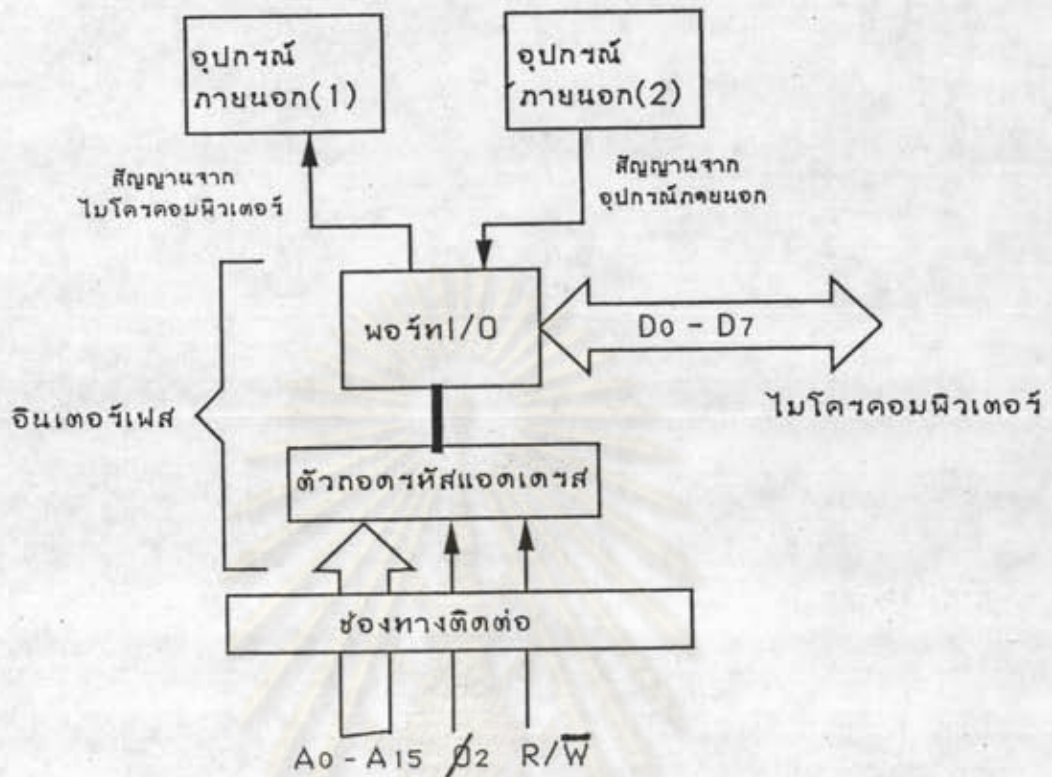 อุปกรณ์
ภายนอก(1)
อุปกรณ์
ภายนอก(2)
สัญญานจาก
ไมโครคอมพิวเตอร์
สัญญานจาก
อุปกรณ์ภายนอก
พอร์ทI/O
D0 - D7
ไมโครคอมพิวเตอร์
อินเตอร์เฟส
ตัวถอดรหัสแอดเดรส
ช่องทางติดต่อ
A0 - A15 Ø2 R/W̅